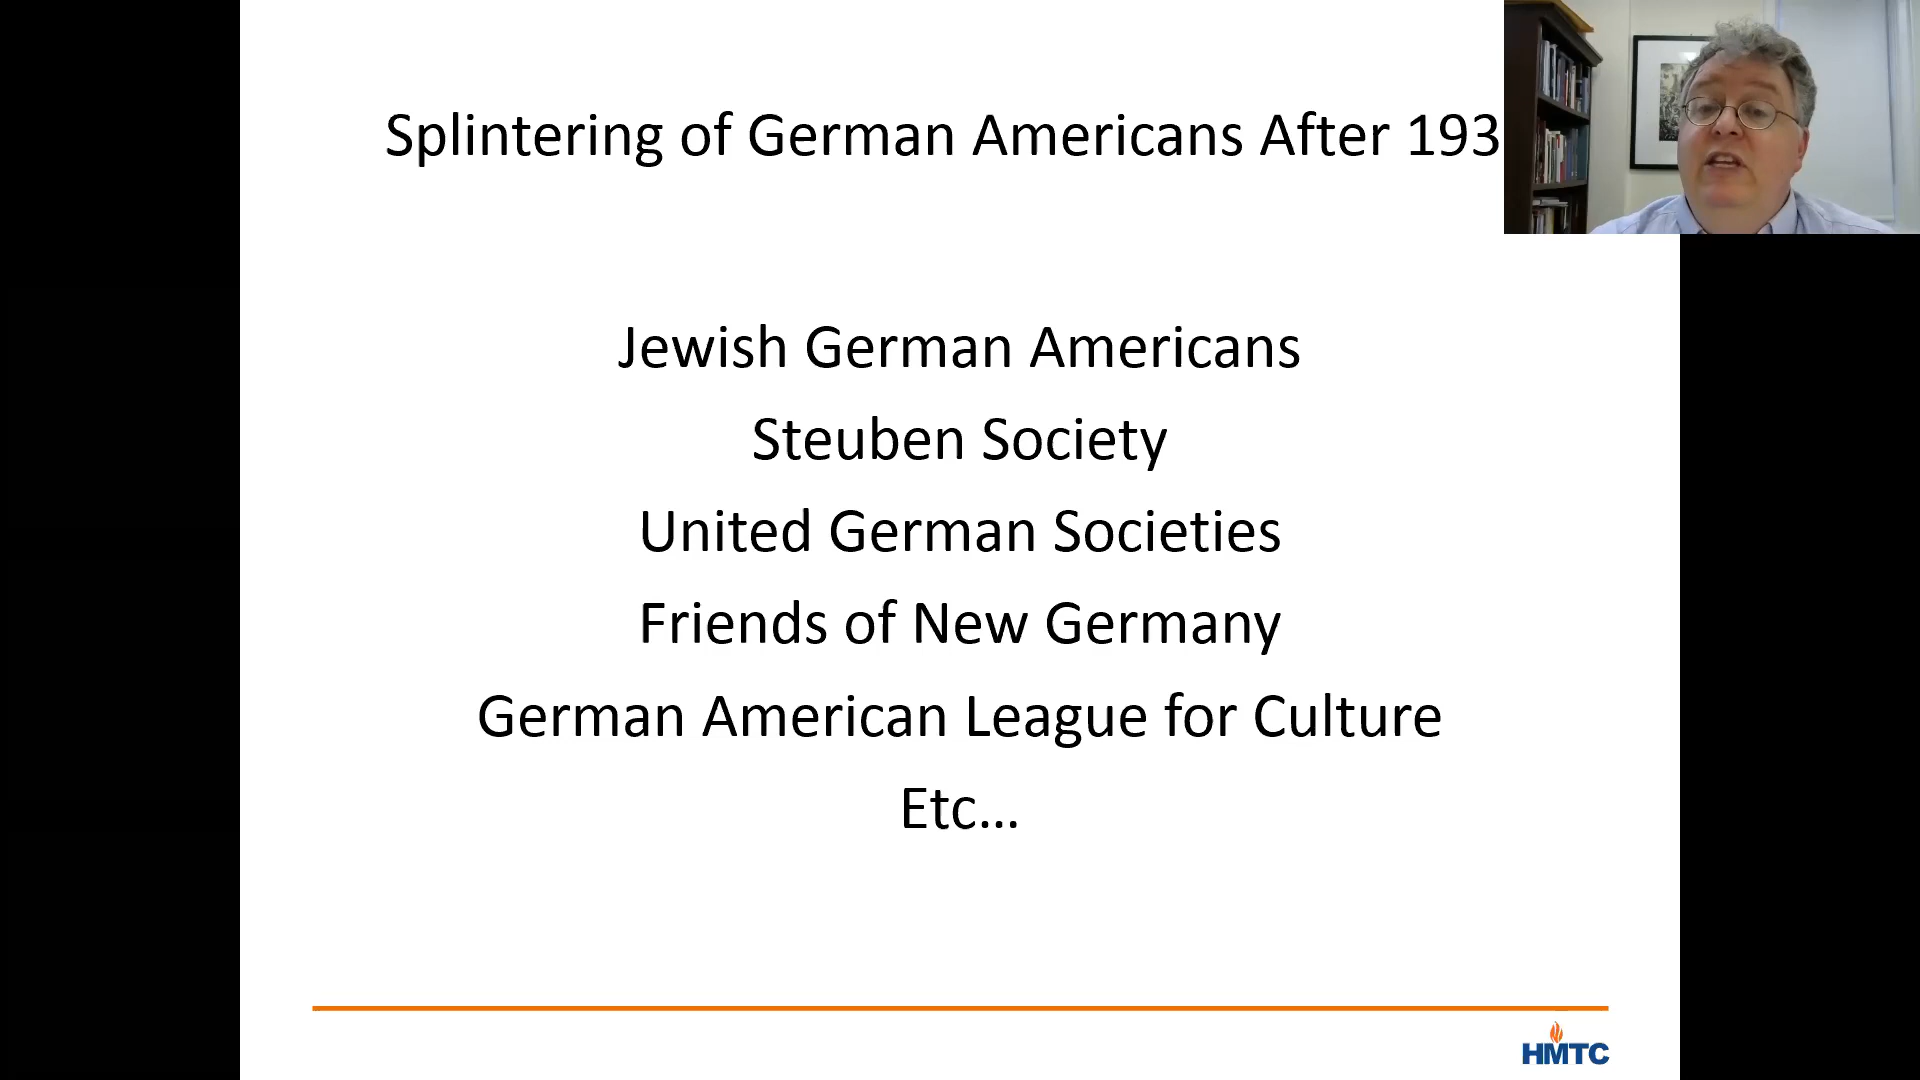 Splintering of German Americans After 193
Jewish German Americans
Steuben Society
United German Societies
Friends of New Germany
German American League for Culture
Etc...
HMTC